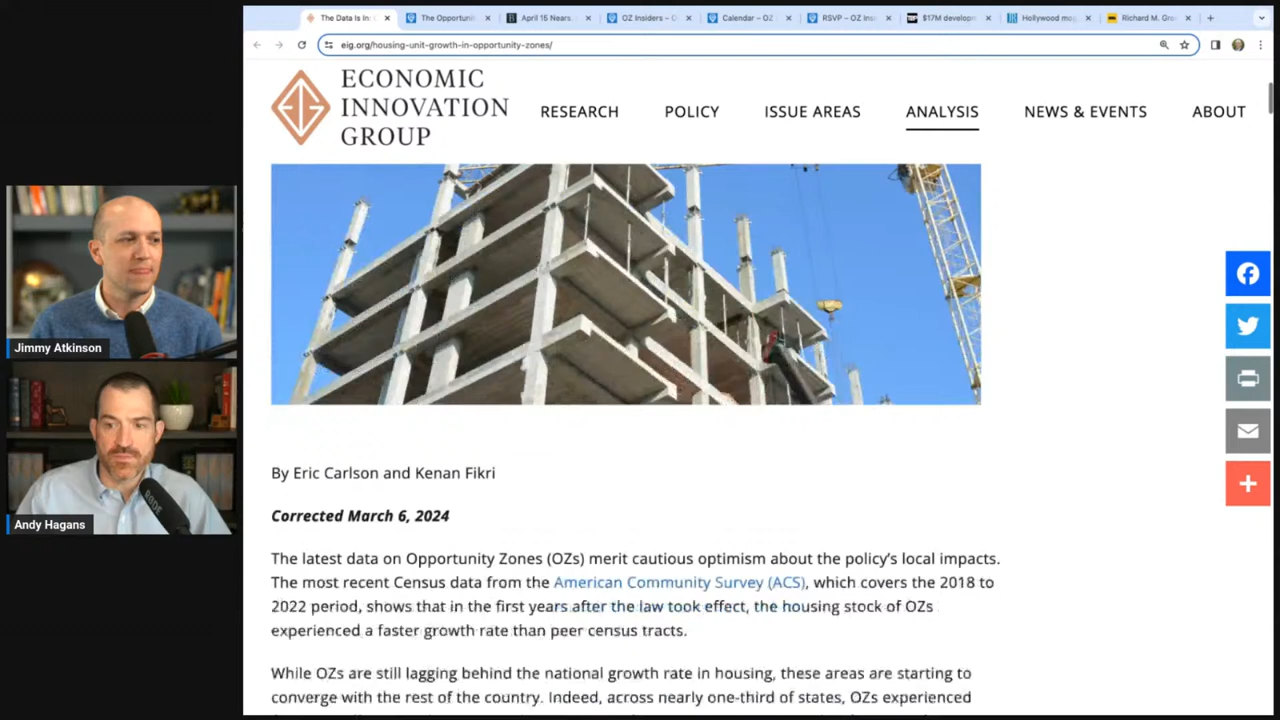 The Data Is In:
The Opportunity
April 15 Nears
OZ Insiders – O
Calendar – OZ
RSVP – OZ Insi
$17M developm
Hollywood mog
Richard M. Gre
eig.org/housing-unit-growth-in-opportunity-zones/
ECONOMIC
INNOVATION
GROUP
RESEARCH
POLICY
ISSUE AREAS
ANALYSIS
NEWS & EVENTS
ABOUT
Jimmy Atkinson
RODE
Andy Hagans
By Eric Carlson and Kenan Fikri
Corrected March 6, 2024
The latest data on Opportunity Zones (OZs) merit cautious optimism about the policy's local impacts.
The most recent Census data from the American Community Survey (ACS), which covers the 2018 to
2022 period, shows that in the first years after the law took effect, the housing stock of OZs
experienced a faster growth rate than peer census tracts.
While OZs are still lagging behind the national growth rate in housing, these areas are starting to
converge with the rest of the country. Indeed, across nearly one-third of states, OZs experienced